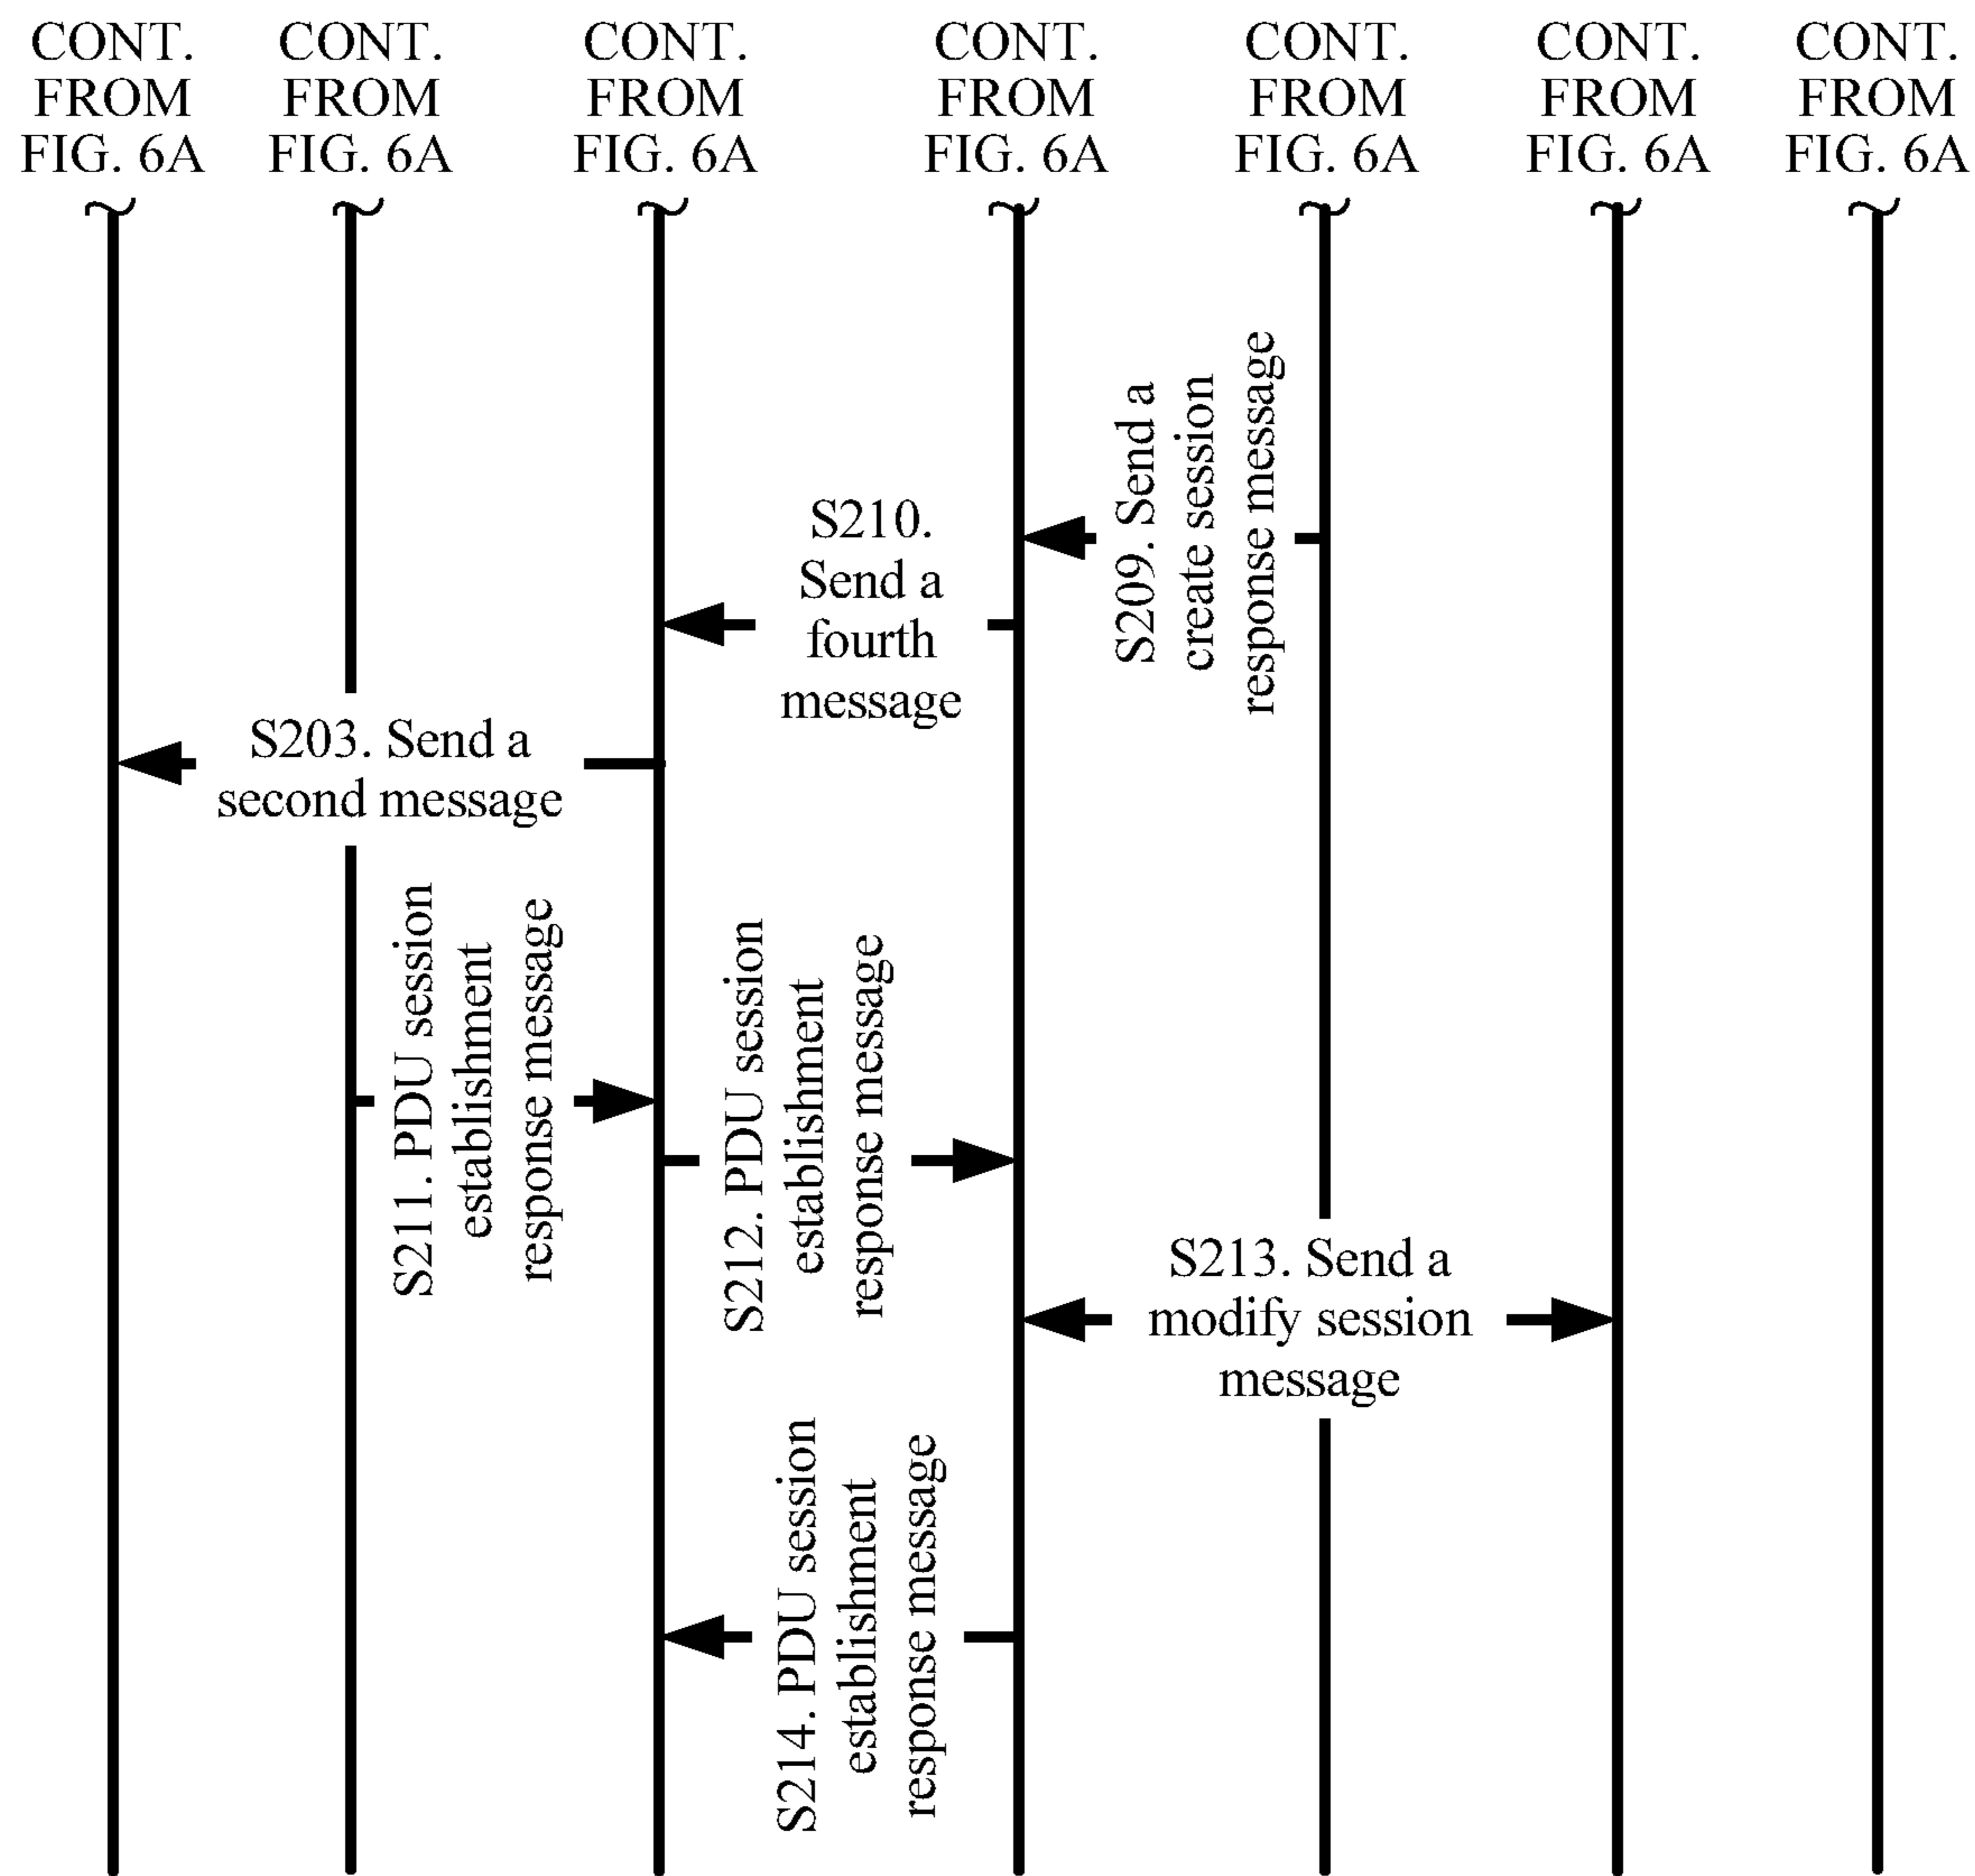 CONT.
FROM
FIG. 6A
CONT.
FROM
FIG. 6A
CONT.
FROM
FIG. 6A
CONT.
FROM
FIG. 6A
CONT.
FROM
FIG. 6A
CONT.
FROM
FIG. 6A
CONT.
FROM
FIG. 6A
S209. Send a
create session
response message
S210.
Send a
fourth
message
S203. Send a
second message
S211. PDU session
establishment
response message
S212. PDU session
establishment
response message
S213. Send a
modify session
message
S214. PDU session
establishment
response message